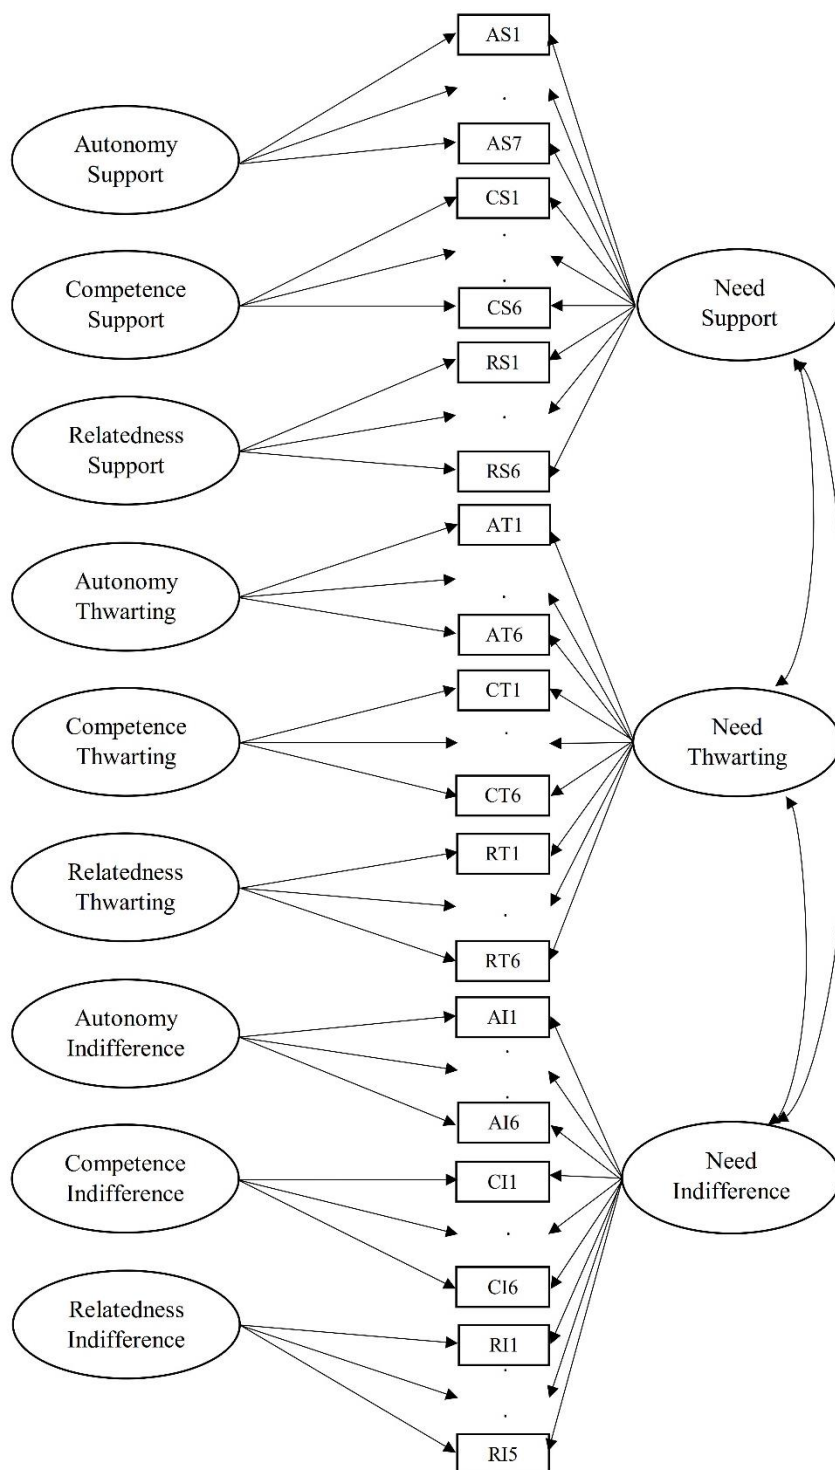 AS1
.
Autonomy
Support
AS7
CS1
.
.
Competence
Support
CS6
Need
Support
RS1
.
Relatedness
Support
RS6
AT1
.
Autonomy
Thwarting
AT6
CT1
.
Competence
Thwarting
CT6
Need
Thwarting
RT1
.
Relatedness
Thwarting
RT6
AI1
.
.
Autonomy
Indifference
AI6
CI1
.
Competence
Indifference
CI6
Need
Indifference
RI1
.
.
Relatedness
Indifference
RI5